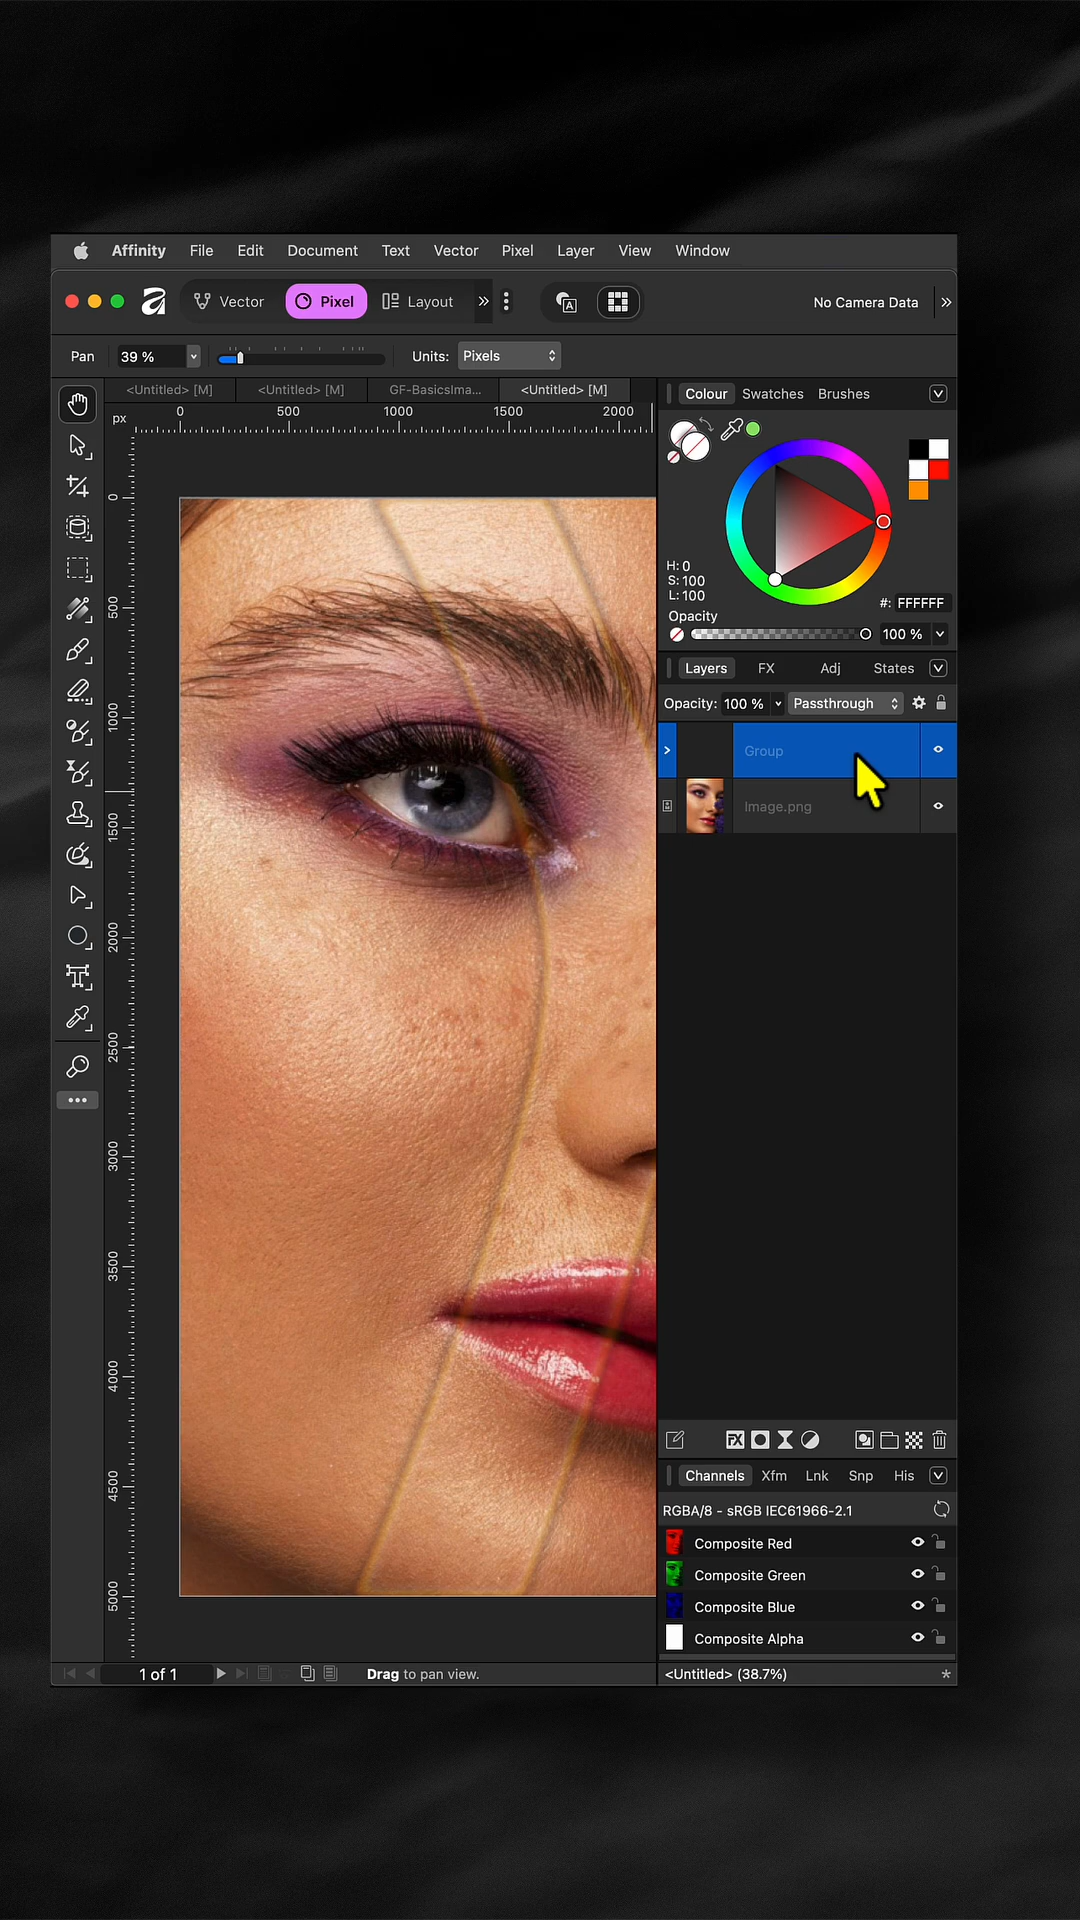 Affinity File Edit Document Text Vector Pixel Layer View Window
Vector Pixel Layout » No Camera Data »
Pan 39 % Units: Pixels
<Untitled> [M] <Untitled> [M] GF-BasicsIma... <Untitled> [M]
px 0 500 1000 1500 2000
0
500
1000
1500
2000
2500
3000
3500
4000
4500
5000
Colour Swatches Brushes
H: 0
S: 100
L: 100
#: FFFFFF
Opacity
100 %
Layers FX Adj States
Opacity: 100 % Passthrough
Group
Image.png
FX
Channels Xfm Lnk Snp His
RGBA/8 - sRGB IEC61966-2.1
Composite Red
Composite Green
Composite Blue
Composite Alpha
1 of 1 Drag to pan view. <Untitled> (38.7%) *